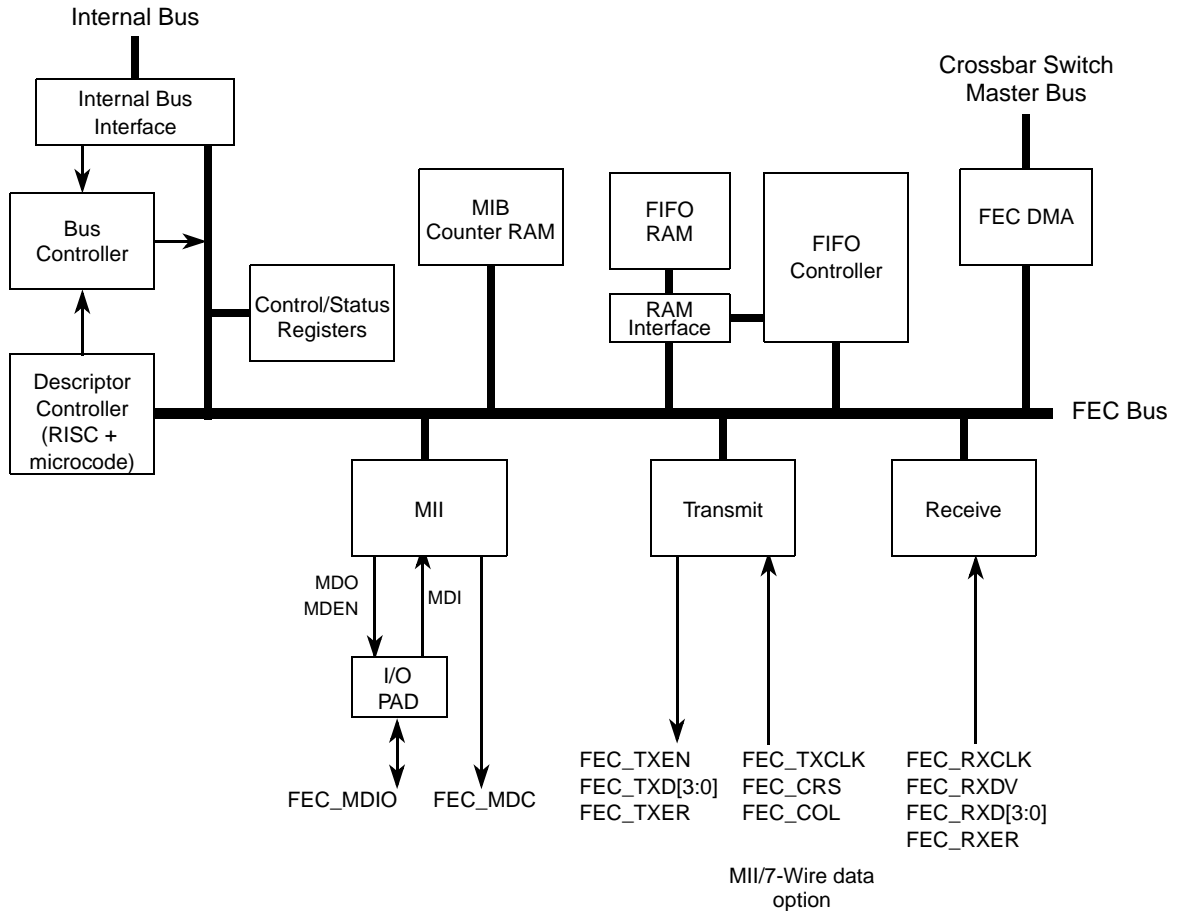 Internal Bus
Crossbar Switch
Master Bus
Internal Bus
Interface
Bus
Controller
MIB
Counter RAM
FIFO
RAM
FIFO
Controller
FEC DMA
Control/Status
Registers
RAM
Interface
Descriptor
Controller
(RISC +
microcode)
FEC Bus
MII
Transmit
Receive
MDO
MDEN
MDI
I/O
PAD
FEC_MDIO
FEC_MDC
FEC_TXEN
FEC_TXD[3:0]
FEC_TXER
FEC_TXCLK
FEC_CRS
FEC_COL
FEC_RXCLK
FEC_RXDV
FEC_RXD[3:0]
FEC_RXER
MII/7-Wire data
option